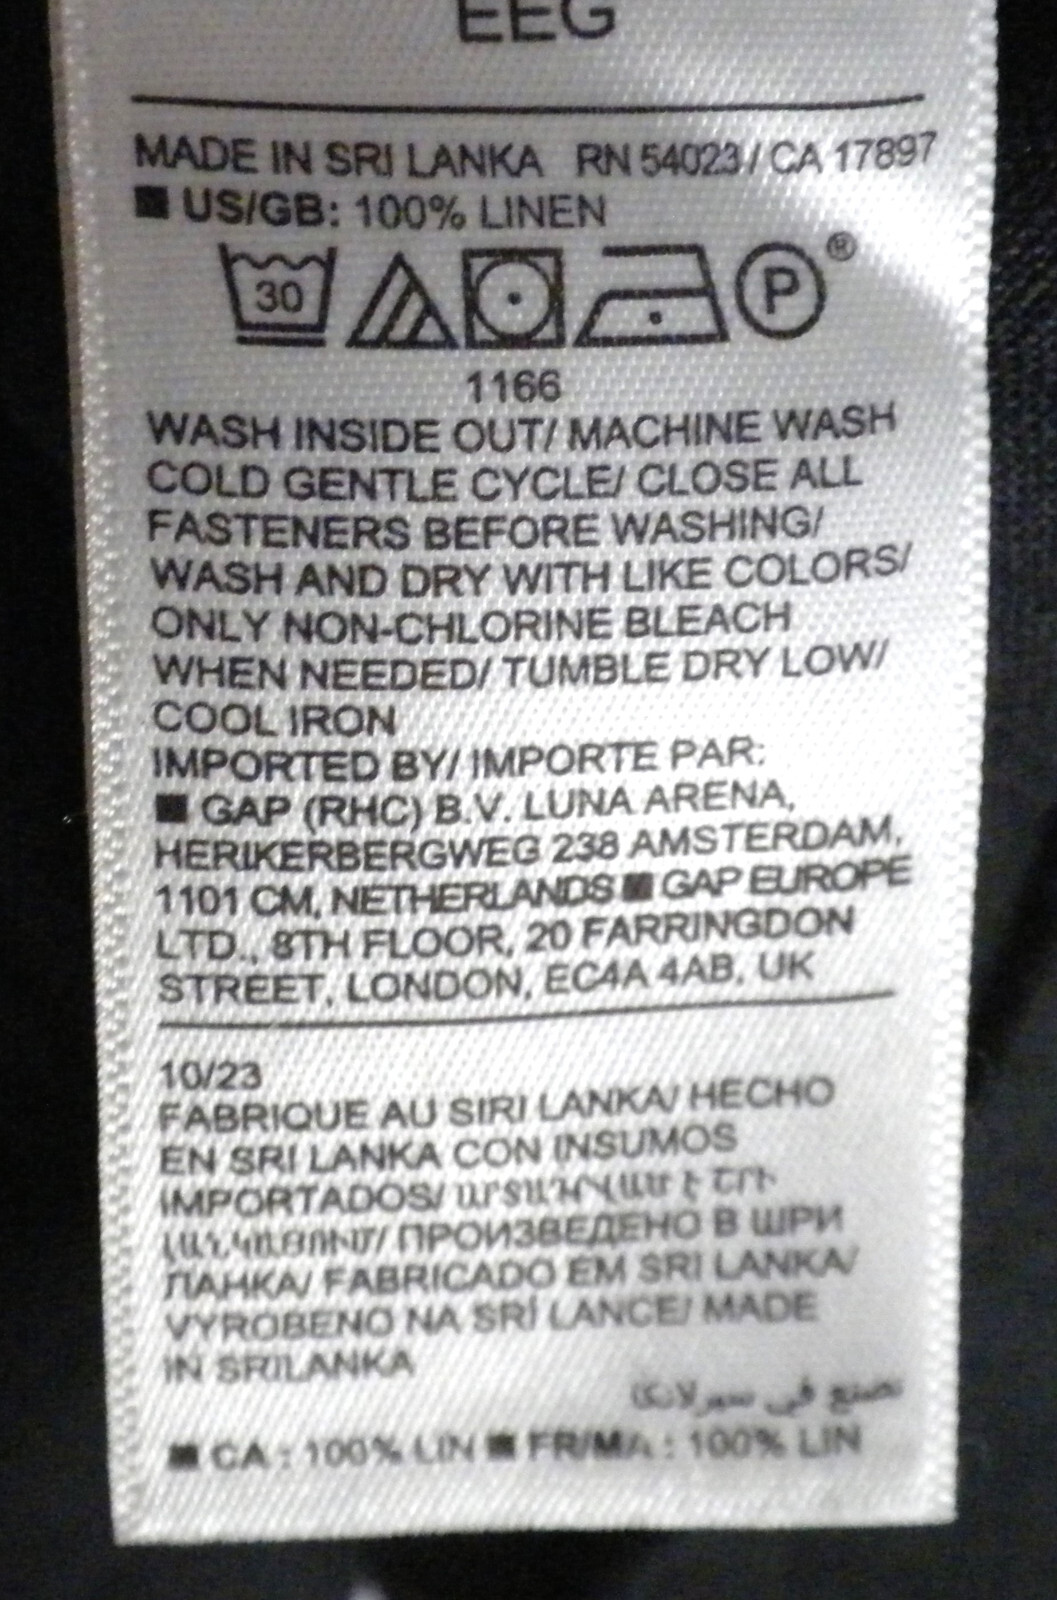 EEG
MADE IN SRI LANKA RN 54023 / CA 17897
■ US/GB: 100% LINEN
30 P ®
1166
WASH INSIDE OUT/ MACHINE WASH
COLD GENTLE CYCLE/ CLOSE ALL
FASTENERS BEFORE WASHING/
WASH AND DRY WITH LIKE COLORS/
ONLY NON-CHLORINE BLEACH
WHEN NEEDED/ TUMBLE DRY LOW/
COOL IRON
IMPORTED BY/ IMPORTE PAR:
■ GAP (RHC) B.V. LUNA ARENA,
HERIKERBERGWEG 238 AMSTERDAM,
1101 CM, NETHERLANDS ■ GAP EUROPE
LTD., 8TH FLOOR, 20 FARRINGDON
STREET, LONDON, EC4A 4AB, UK
10/23
FABRIQUE AU SIRI LANKA/ HECHO
EN SRI LANKA CON INSUMOS
IMPORTADOS/ ԱՐՏԱԴՐՎԱԾ Է ՇՐԻ
ПРОИЗВЕДЕНО В ШРИ
ЛАНКА/ FABRICADO EM SRI LANKA/
VYROBENO NA SRÍ LANCE/ MADE
IN SRILANKA
تصنع في سيرلانكا
■ CA : 100% LIN ■ FR/MA : 100% LIN